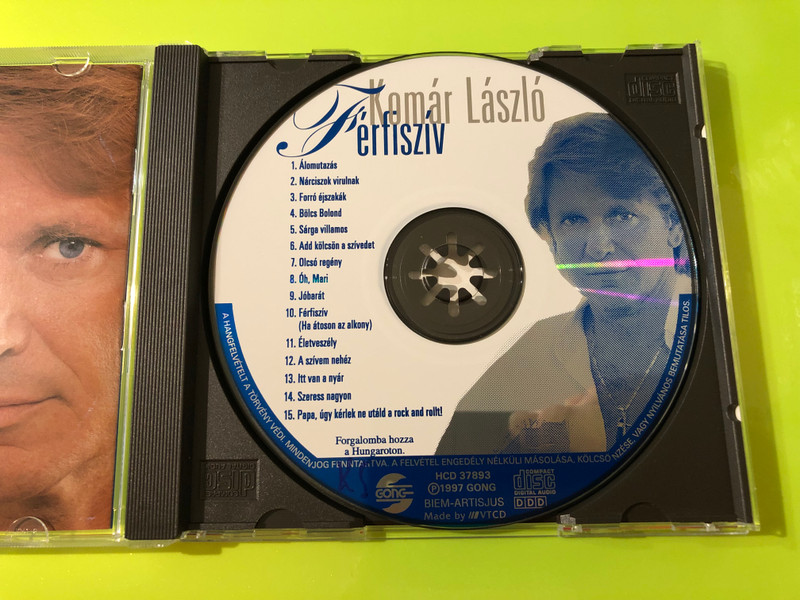 Komár László
Férfiszív
1. Álomutazás
2. Nárciszok virulnak
3. Forró éjszakák
4. Bölcs Bolond
5. Sárga villamos
6. Add kölcsön a szívedet
7. Olcsó regény
8. Óh, Mari
9. Jóbarát
10. Férfiszív
(Ha átoson az alkony)
11. Életveszély
12. A szívem nehéz
13. Itt van a nyár
14. Szeress nagyon
15. Papa, úgy kérlek ne utáld a rock and rollt!
Forgalomba hozza
a Hungaroton.
A HANGFELVÉTELT A TÖRVÉNY VÉDI. MINDEN JOG FENNTARTVA. A FELVÉTEL ENGEDÉLY NÉLKÜLI MÁSOLÁSA, KÖLCSÖNZÉSE, VAGY NYILVÁNOS BEMUTATÁSA TILOS.
GONG
HCD 37893
Ⓟ1997 GONG
BIEM-ARTISJUS
Made by VTCD
COMPACT
disc
DIGITAL AUDIO
DDD
COMPACT
disc